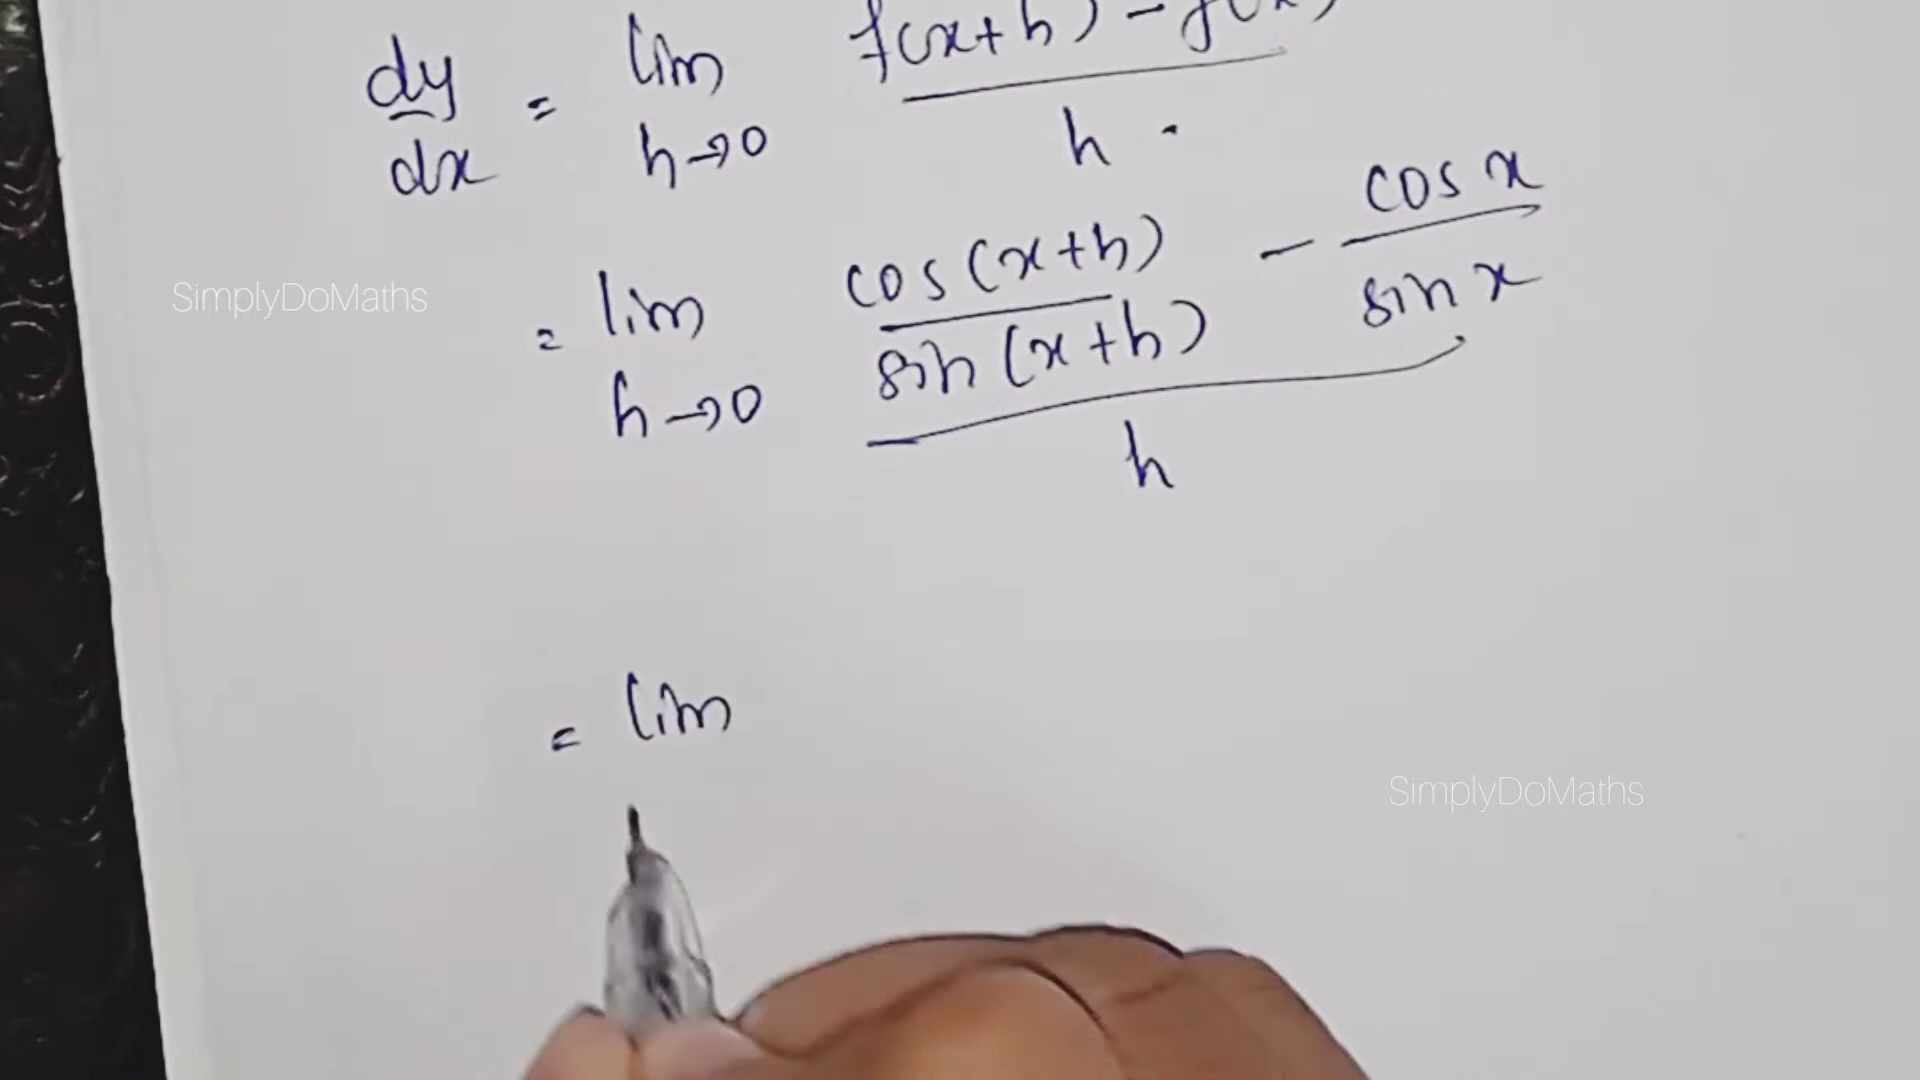 dy/dx = lim h→0 f(x+h) - f(x) / h .
= lim h→0 cos(x+h)/sin(x+h) - cos x/sin x / h
SimplyDoMaths
= lim
SimplyDoMaths